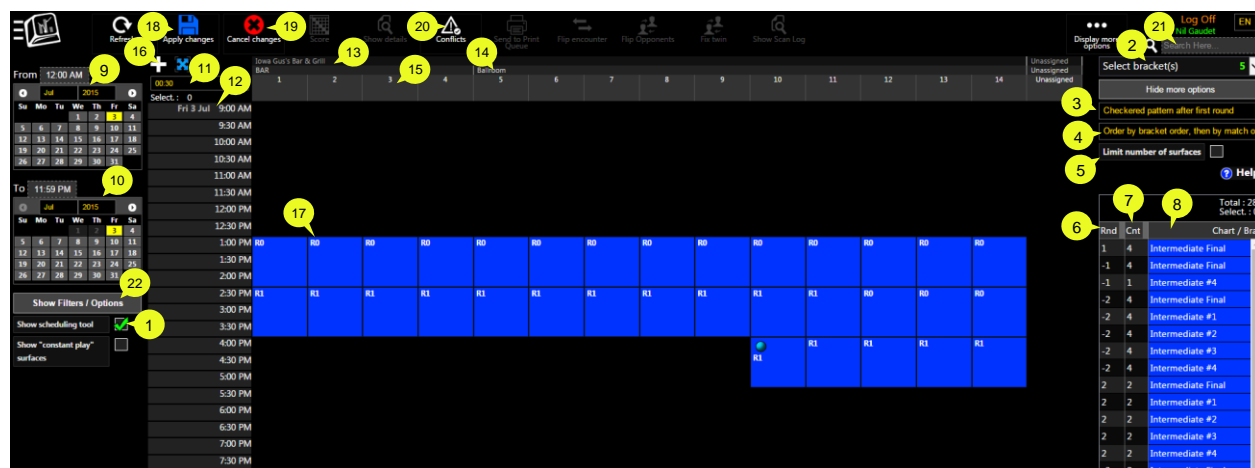 Refresh
Apply changes
Cancel changes
Score
Show details
Conflicts
Send to Print Queue
Flip encounter
Flip Opponents
Fix twin's
Show Scan Log
Display more options
Log Off
Nil Gaudet
EN
Search Here...
18
19
20
21
16
13
14
2
9
11
12
15
From 12:00 AM
Jul 2015
Su Mo Tu We Th Fr Sa
1 2 3 4
5 6 7 8 9 10 11
12 13 14 15 16 17 18
19 20 21 22 23 24 25
26 27 28 29 30 31
10
To 11:59 PM
Jul 2015
Su Mo Tu We Th Fr Sa
1 2 3 4
5 6 7 8 9 10 11
12 13 14 15 16 17 18
19 20 21 22 23 24 25
26 27 28 29 30 31
22
Show Filters / Options
Show scheduling tool
1
Show "constant play" surfaces
00:30
Select. : 0
Iowa Gus's Bar & Grill
Unassigned
BAR
Ballroom
Unassigned
1 2 3 4 5 6 7 8 9 10 11 12 13 14 Unassigned
Fri 3 Jul 9:00 AM
9:30 AM
10:00 AM
10:30 AM
11:00 AM
11:30 AM
12:00 PM
12:30 PM
17
1:00 PM R0 R0 R0 R0 R0 R0 R0 R0 R0 R0 R0 R0 R0 R0
1:30 PM
2:00 PM
2:30 PM R1 R1 R1 R1 R1 R1 R1 R1 R1 R1 R1 R0 R0 R0
3:00 PM
3:30 PM
4:00 PM R1 R1 R1 R1
4:30 PM R1
5:00 PM
5:30 PM
6:00 PM
6:30 PM
7:00 PM
7:30 PM
Select bracket(s) 5
Hide more options
3
Checkered pattern after first round
4
Order by bracket order, then by match o
5
Limit number of surfaces
Help
Total : 28
Select. :
6
7
8
Rnd Cnt Chart / Bra
1 4 Intermediate Final
-1 4 Intermediate Final
-1 1 Intermediate #4
-2 4 Intermediate Final
-2 4 Intermediate #1
-2 4 Intermediate #2
-2 4 Intermediate #3
-2 4 Intermediate #4
2 2 Intermediate Final
2 2 Intermediate #1
2 2 Intermediate #2
2 2 Intermediate #3
2 2 Intermediate #4